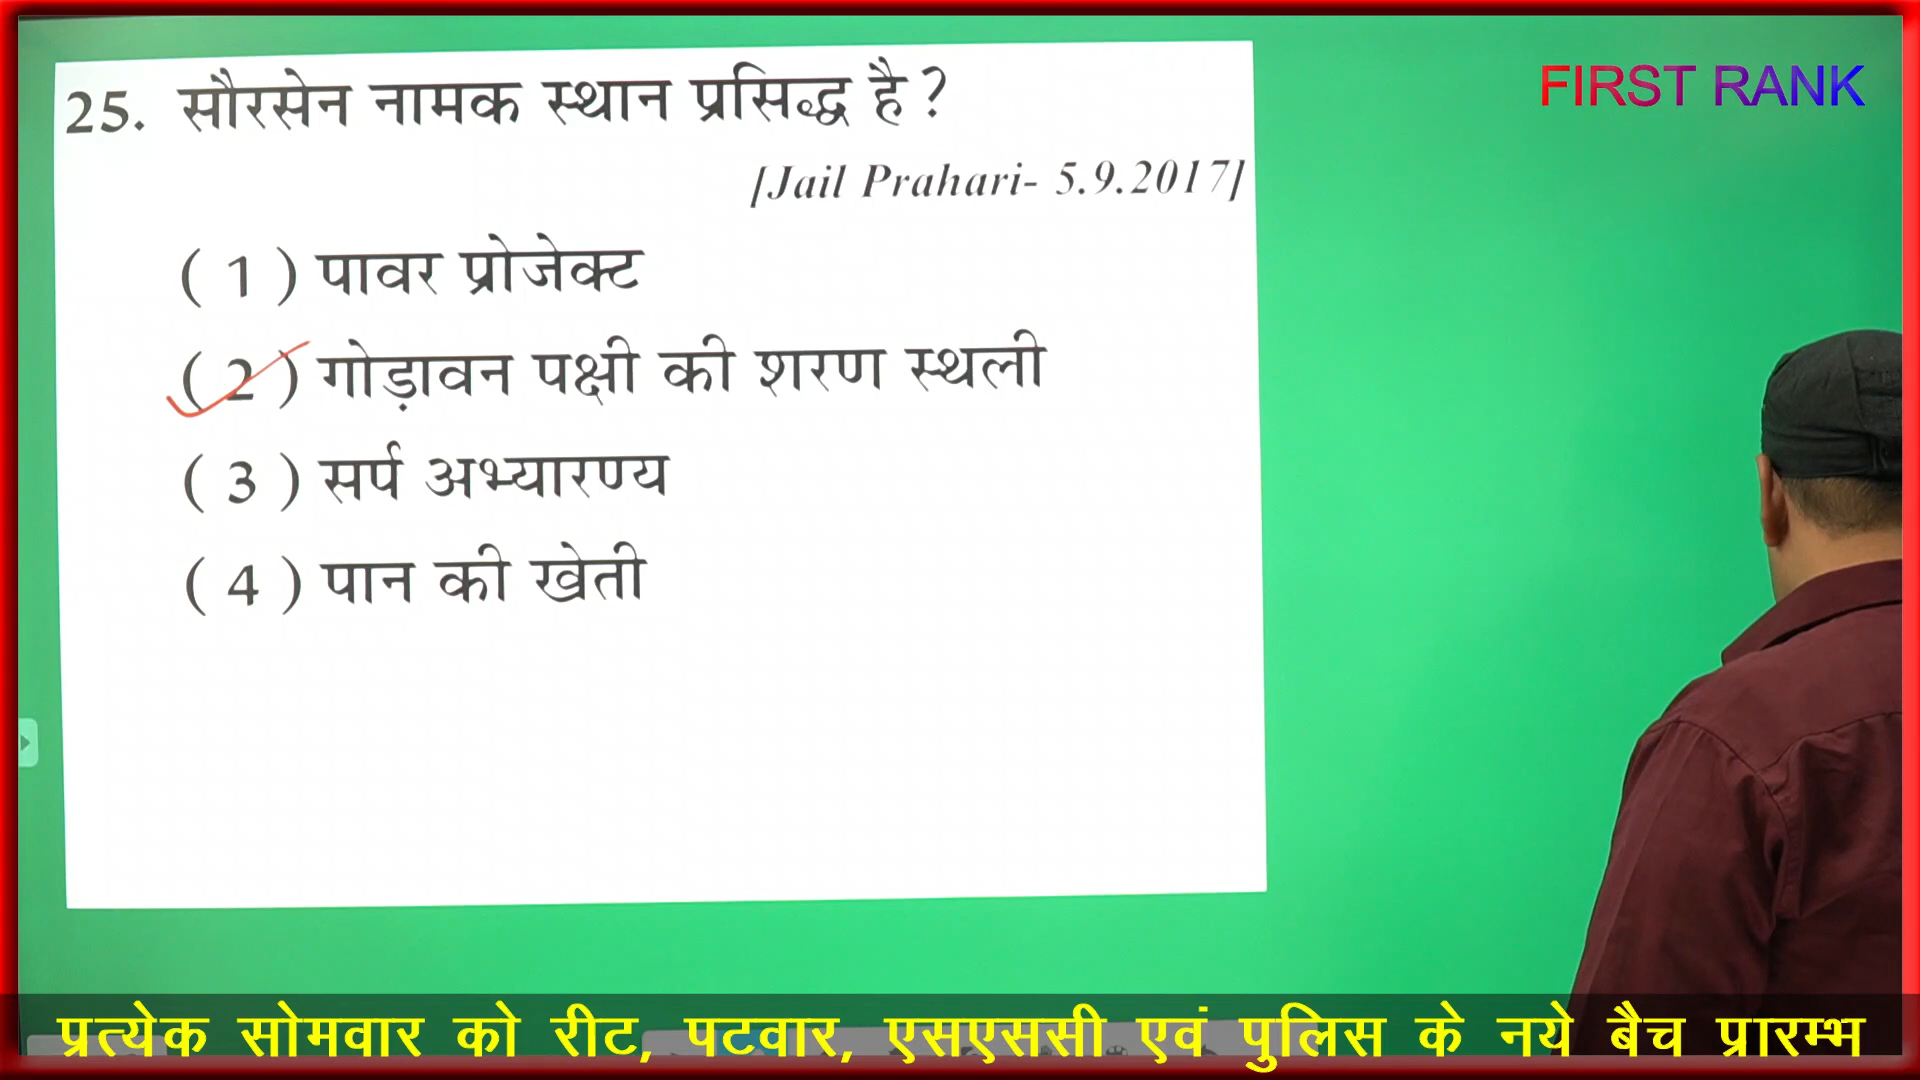 FIRST RANK
25. सौरसेन नामक स्थान प्रसिद्ध है ?
[Jail Prahari- 5.9.2017]
( 1 ) पावर प्रोजेक्ट
( 2 ) गोड़ावन पक्षी की शरण स्थली
( 3 ) सर्प अभ्यारण्य
( 4 ) पान की खेती
प्रत्येक सोमवार को रीट, पटवार, एसएससी एवं पुलिस के नये बैच प्रारम्भ